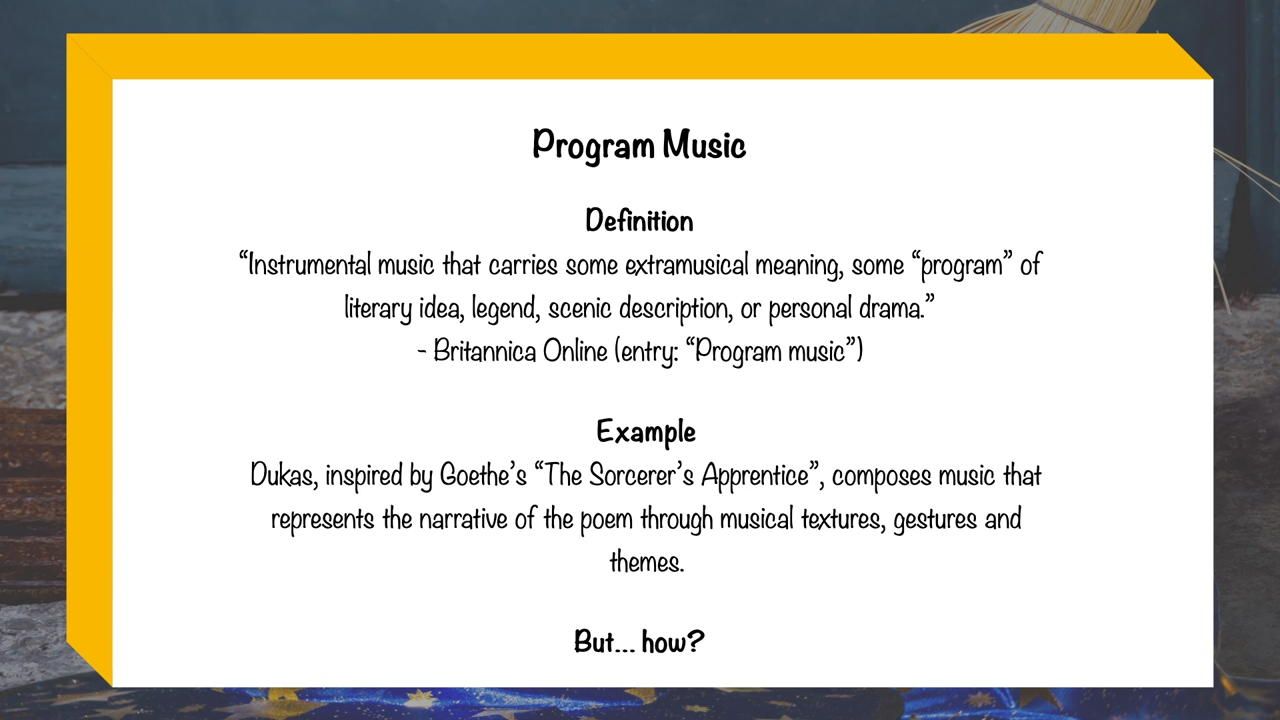 Program Music
Definition
“Instrumental music that carries some extramusical meaning, some “program” of
literary idea, legend, scenic description, or personal drama.”
- Britannica Online (entry: “Program music”)
Example
Dukas, inspired by Goethe’s “The Sorcerer’s Apprentice”, composes music that
represents the narrative of the poem through musical textures, gestures and
themes.
But... how?